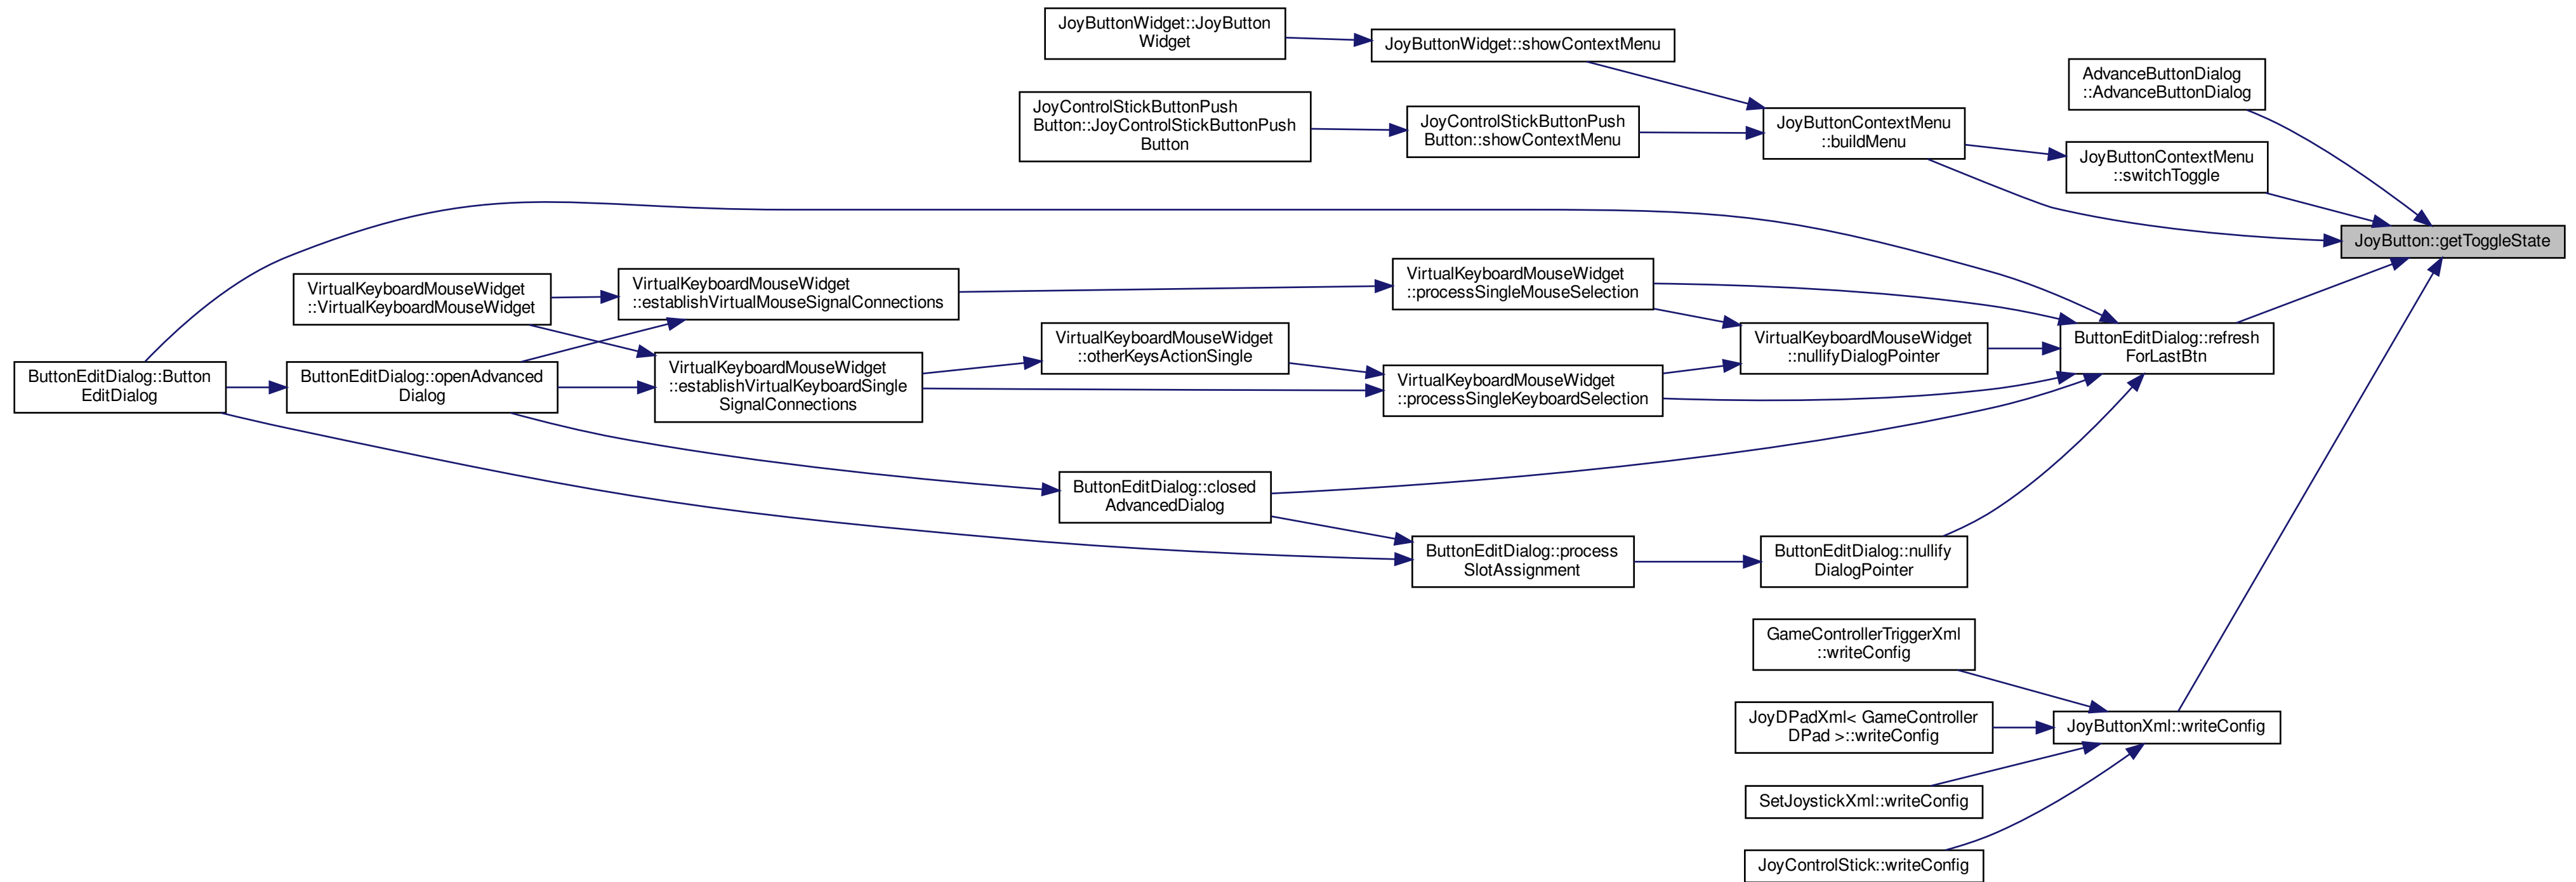 JoyButtonWidget::JoyButton
Widget
JoyButtonWidget::showContextMenu
AdvanceButtonDialog
::AdvanceButtonDialog
JoyControlStickButtonPush
Button::JoyControlStickButtonPush
Button
JoyControlStickButtonPush
Button::showContextMenu
JoyButtonContextMenu
::buildMenu
JoyButtonContextMenu
::switchToggle
JoyButton::getToggleState
VirtualKeyboardMouseWidget
::VirtualKeyboardMouseWidget
VirtualKeyboardMouseWidget
::establishVirtualMouseSignalConnections
VirtualKeyboardMouseWidget
::processSingleMouseSelection
VirtualKeyboardMouseWidget
::otherKeysActionSingle
VirtualKeyboardMouseWidget
::nullifyDialogPointer
ButtonEditDialog::refresh
ForLastBtn
ButtonEditDialog::Button
EditDialog
ButtonEditDialog::openAdvanced
Dialog
VirtualKeyboardMouseWidget
::establishVirtualKeyboardSingle
SignalConnections
VirtualKeyboardMouseWidget
::processSingleKeyboardSelection
ButtonEditDialog::closed
AdvancedDialog
ButtonEditDialog::process
SlotAssignment
ButtonEditDialog::nullify
DialogPointer
GameControllerTriggerXml
::writeConfig
JoyDPadXml< GameController
DPad >::writeConfig
JoyButtonXml::writeConfig
SetJoystickXml::writeConfig
JoyControlStick::writeConfig